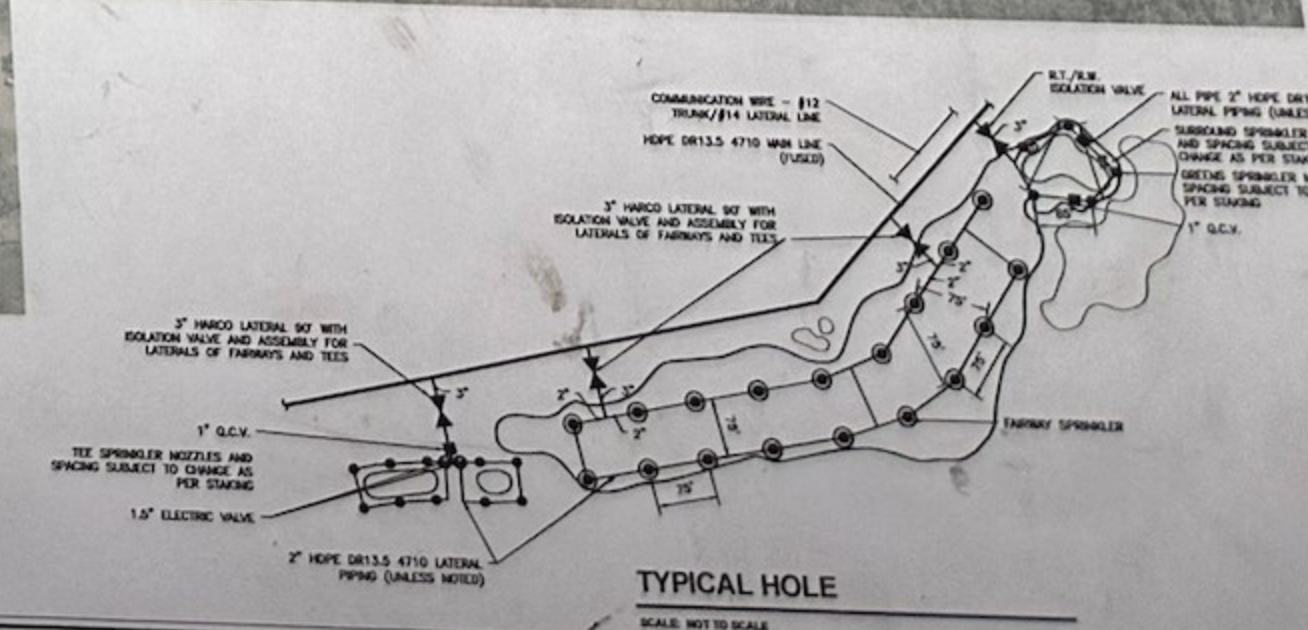 COMMUNICATION WIRE - #12
TRUNK/#14 LATERAL LINE
HDPE DR13.5 4710 MAIN LINE
(FUSED)
3" HARCO LATERAL 90° WITH
ISOLATION VALVE AND ASSEMBLY FOR
LATERALS OF FAIRWAYS AND TEES
R.T./R.W.
ISOLATION VALVE
ALL PIPE 2" HDPE
LATERAL PIPING
SURROUND SPRINKLER
AND SPACING SUBJECT
CHANGE AS PER
GREENS SPRINKLER
SPACING SUBJECT
PER STAKING
1" Q.C.V.
3"
65'
3"
2"
2"
75'
75'
75'
3" HARCO LATERAL 90° WITH
ISOLATION VALVE AND ASSEMBLY FOR
LATERALS OF FAIRWAYS AND TEES
3"
2"
3"
2"
75'
75'
FAIRWAY SPRINKLER
1" Q.C.V.
TEE SPRINKLER NOZZLES AND
SPACING SUBJECT TO CHANGE AS
PER STAKING
1.5" ELECTRIC VALVE
2" HDPE DR13.5 4710 LATERAL
PIPING (UNLESS NOTED)
TYPICAL HOLE
SCALE: NOT TO SCALE